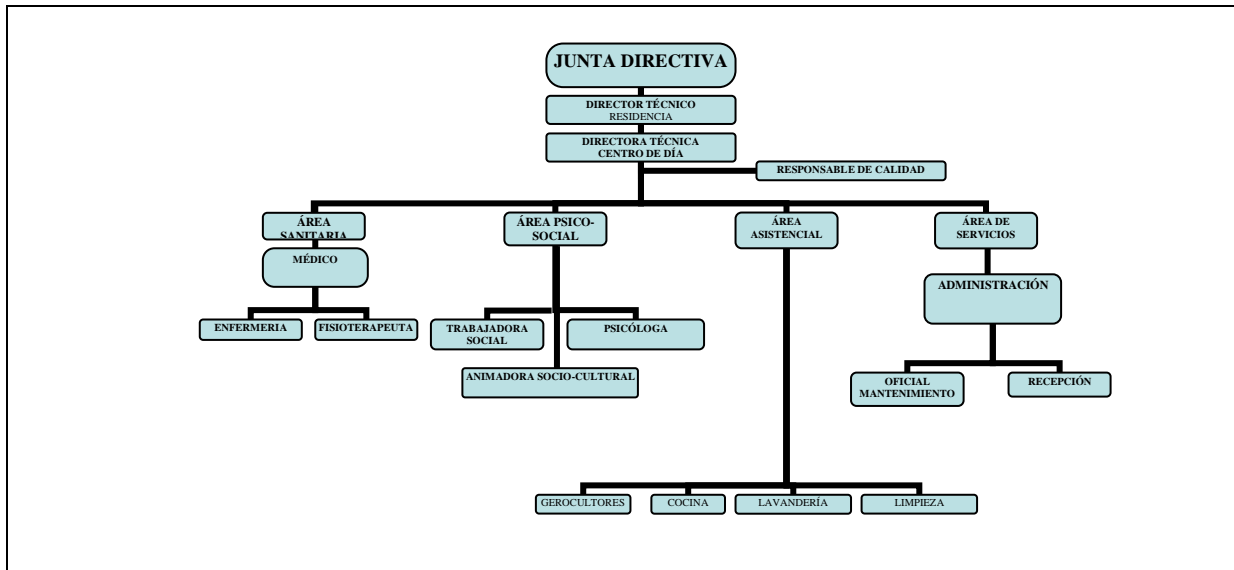 JUNTA DIRECTIVA
DIRECTOR TÉCNICO
RESIDENCIA
DIRECTORA TÉCNICA
CENTRO DE DÍA
RESPONSABLE DE CALIDAD
ÁREA
SANITARIA
ÁREA PSICO-
SOCIAL
ÁREA
ASISTENCIAL
ÁREA DE
SERVICIOS
MÉDICO
ADMINISTRACIÓN
ENFERMERIA
FISIOTERAPEUTA
TRABAJADORA
SOCIAL
PSICÓLOGA
ANIMADORA SOCIO-CULTURAL
OFICIAL
MANTENIMIENTO
RECEPCIÓN
GEROCULTORES
COCINA
LAVANDERÍA
LIMPIEZA